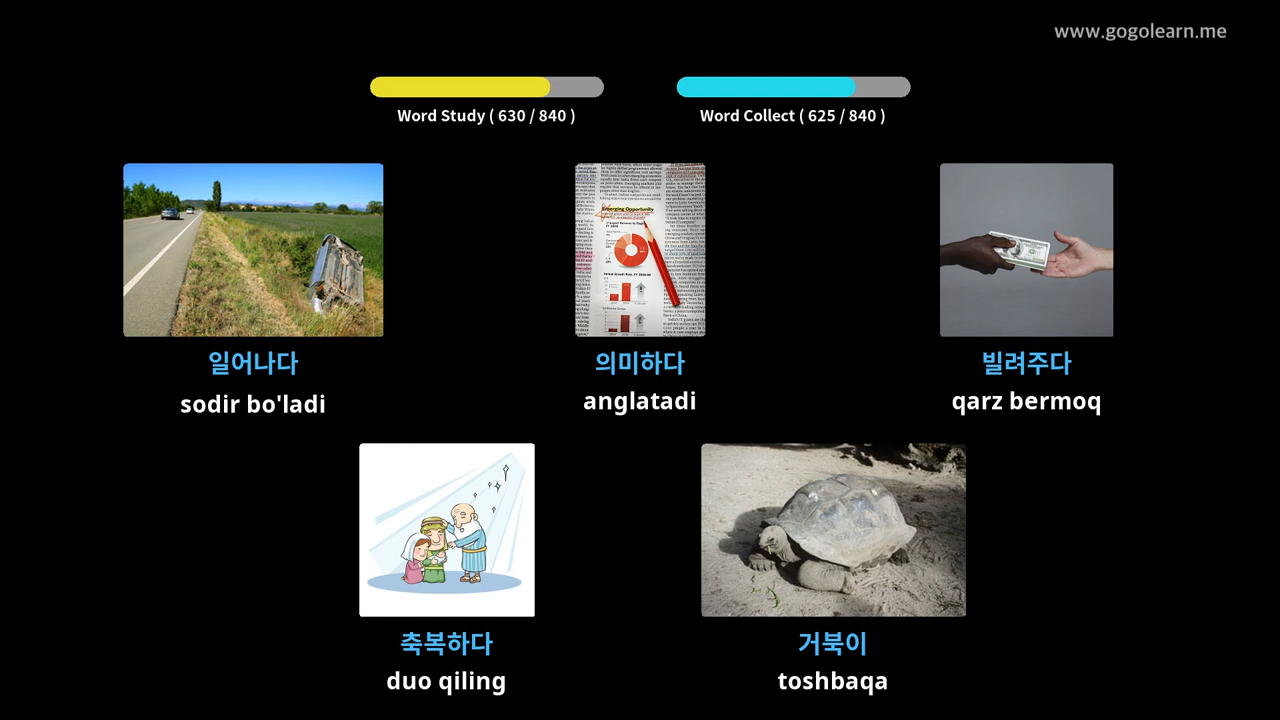 www.gogolearn.me
Word Study ( 630 / 840 )
Word Collect ( 625 / 840 )
Emerging Opportunity
일어나다
의미하다
빌려주다
sodir bo'ladi
anglatadi
qarz bermoq
축복하다
거북이
duo qiling
toshbaqa